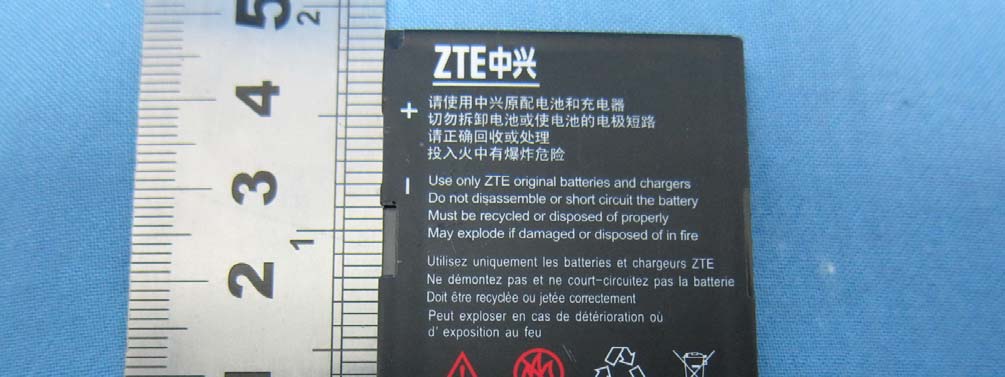 5
2
4
3
1
2
ZTE中兴
+
请使用中兴原配电池和充电器
切勿拆卸电池或使电池的电极短路
请正确回收或处理
投入火中有爆炸危险
-
Use only ZTE original batteries and chargers
Do not disassemble or short circuit the battery
Must be recycled or disposed of properly
May explode if damaged or disposed of in fire
Utilisez uniquement les batteries et chargeurs ZTE
Ne démontez pas et ne court-circuitez pas la batterie
Doit être recyclée ou jetée correctement
Peut exploser en cas de détérioration où
d' exposition au feu